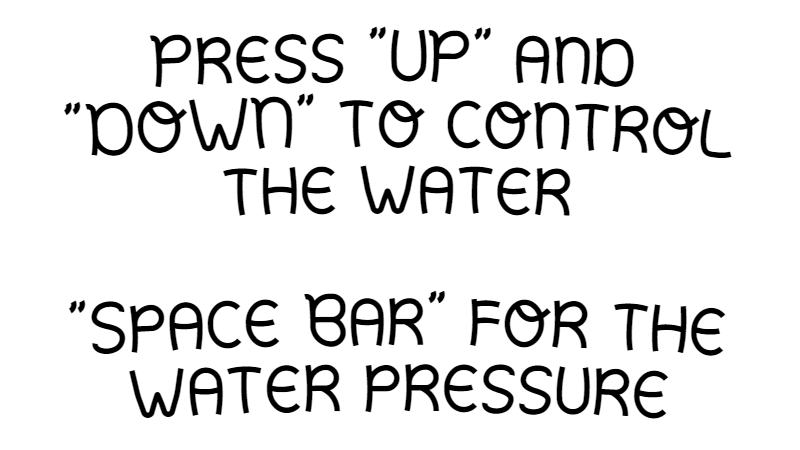 PRESS "UP" AND
"DOWN" TO CONTROL
THE WATER
"SPACE BAR" FOR THE
WATER PRESSURE